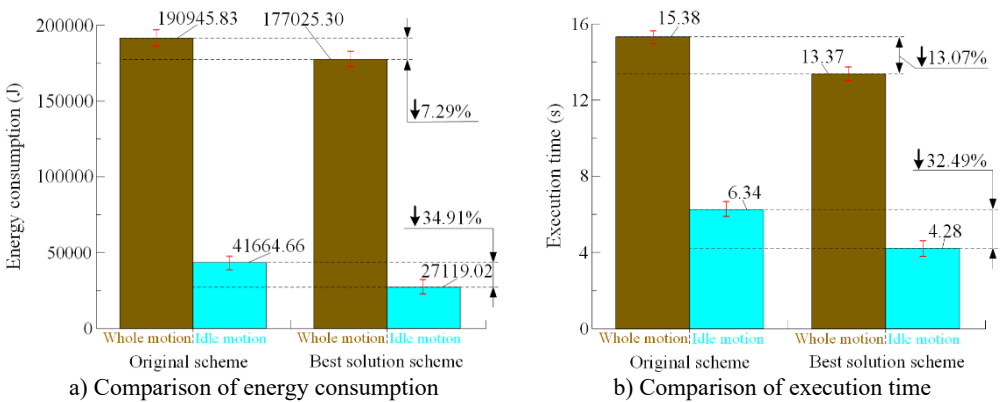 Energy consumption (J)
200000
150000
100000
50000
0
190945.83
177025.30
↓7.29%
↓34.91%
41664.66
27119.02
Whole motion Idle motion
Whole motion Idle motion
Original scheme
Best solution scheme
a) Comparison of energy consumption
Execution time (s)
16
12
8
4
0
15.38
13.37
↓13.07%
↓32.49%
6.34
4.28
Whole motion Idle motion
Whole motion Idle motion
Original scheme
Best solution scheme
b) Comparison of execution time